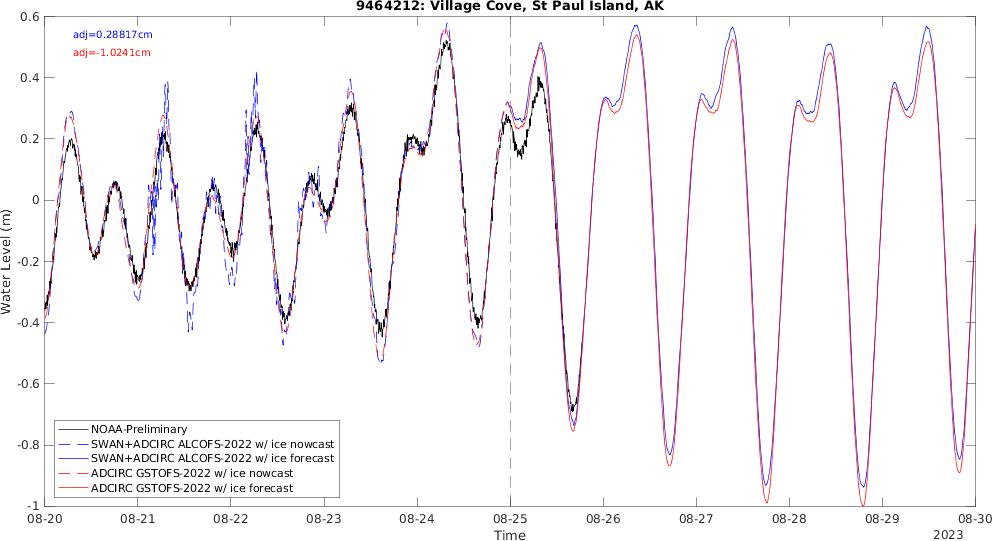 9464212: Village Cove, St Paul Island, AK
adj=0.28817cm
adj=-1.0241cm
Water Level (m)
0.6
0.4
0.2
0
-0.2
-0.4
-0.6
-0.8
-1
NOAA-Preliminary
SWAN+ADCIRC ALCOFS-2022 w/ ice nowcast
SWAN+ADCIRC ALCOFS-2022 w/ ice forecast
ADCIRC GSTOFS-2022 w/ ice nowcast
ADCIRC GSTOFS-2022 w/ ice forecast
08-20 08-21 08-22 08-23 08-24 08-25 08-26 08-27 08-28 08-29 08-30
Time
2023